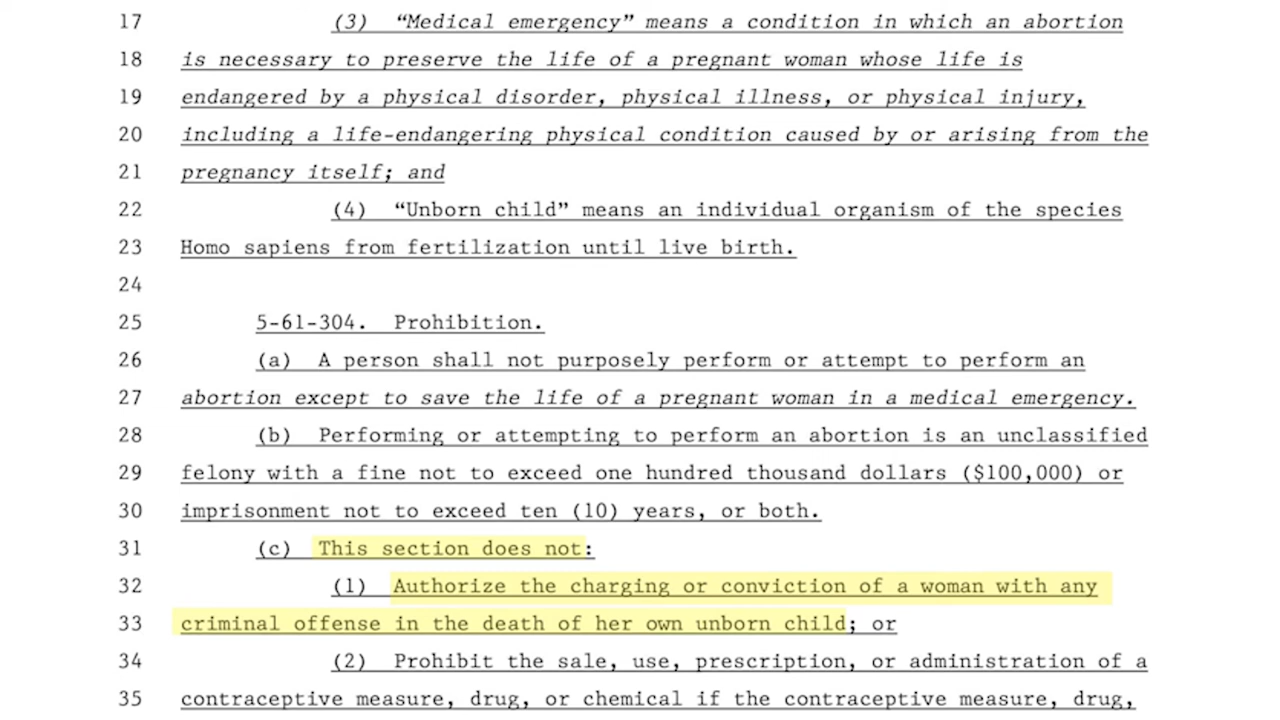 17 (3) “Medical emergency” means a condition in which an abortion
18 is necessary to preserve the life of a pregnant woman whose life is
19 endangered by a physical disorder, physical illness, or physical injury,
20 including a life-endangering physical condition caused by or arising from the
21 pregnancy itself; and
22 (4) “Unborn child” means an individual organism of the species
23 Homo sapiens from fertilization until live birth.
24
25 5-61-304. Prohibition.
26 (a) A person shall not purposely perform or attempt to perform an
27 abortion except to save the life of a pregnant woman in a medical emergency.
28 (b) Performing or attempting to perform an abortion is an unclassified
29 felony with a fine not to exceed one hundred thousand dollars ($100,000) or
30 imprisonment not to exceed ten (10) years, or both.
31 (c) This section does not:
32 (1) Authorize the charging or conviction of a woman with any
33 criminal offense in the death of her own unborn child; or
34 (2) Prohibit the sale, use, prescription, or administration of a
35 contraceptive measure, drug, or chemical if the contraceptive measure, drug,